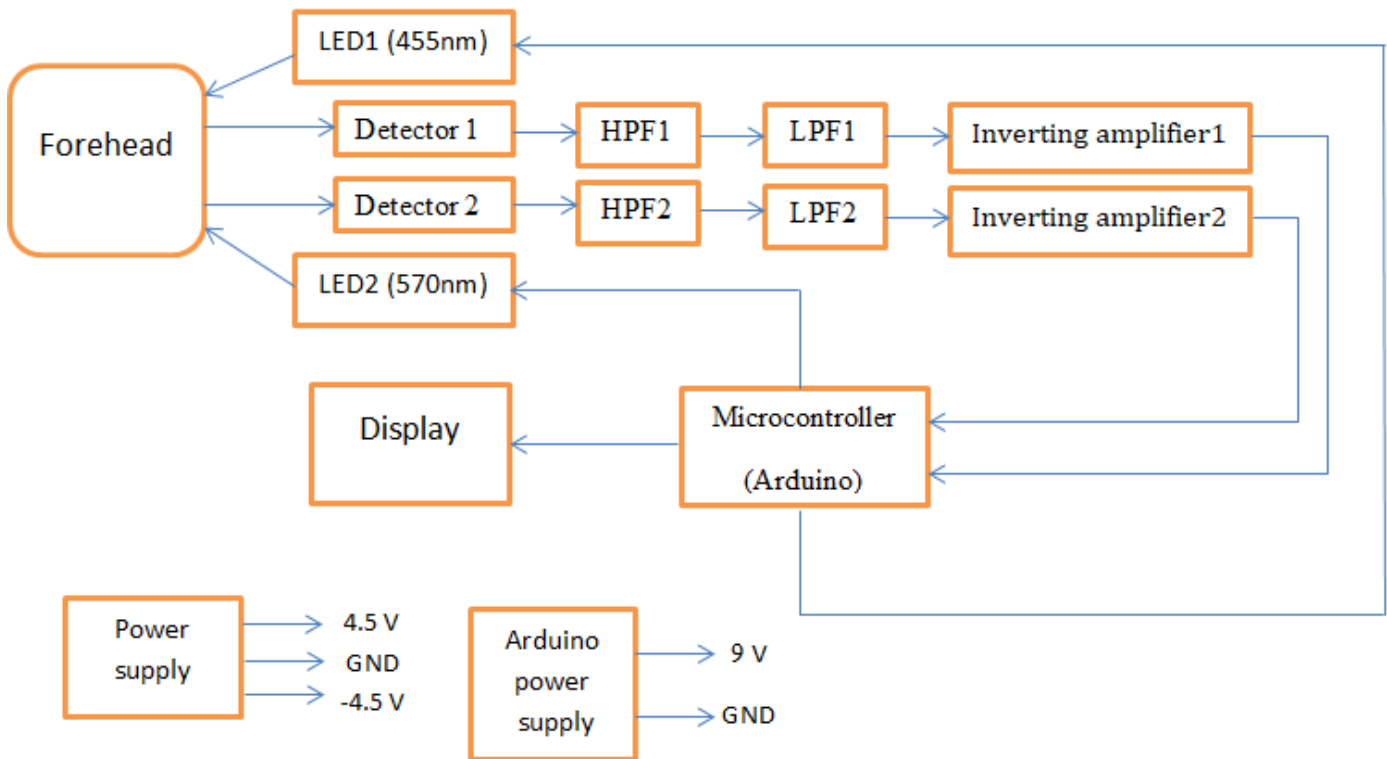 LED1 (455nm)
Forehead
Detector 1
HPF1
LPF1
Inverting amplifier1
Detector 2
HPF2
LPF2
Inverting amplifier2
LED2 (570nm)
Display
Microcontroller
(Arduino)
Power
supply
4.5 V
GND
-4.5 V
Arduino
power
supply
9 V
GND